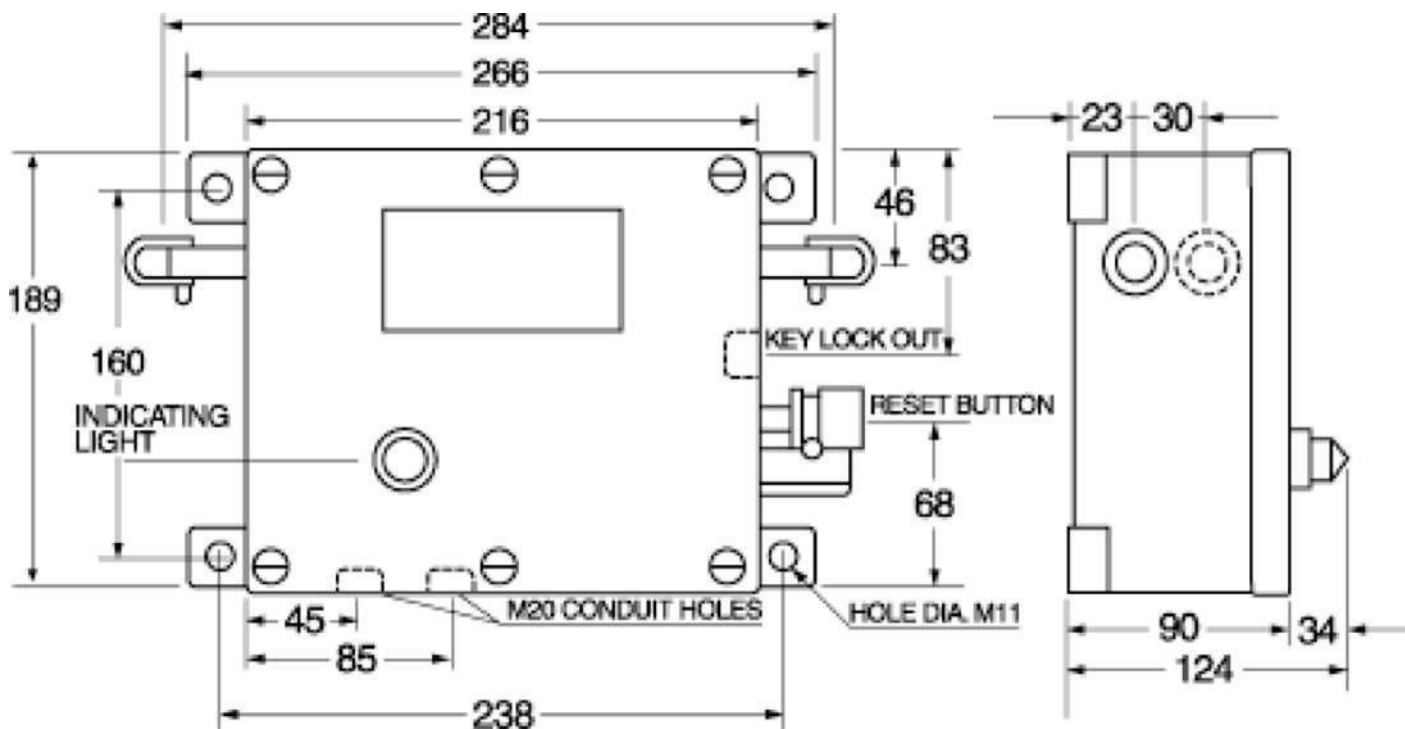 284
266
216
23
30
46
83
189
160
KEY LOCK OUT
INDICATING
LIGHT
RESET BUTTON
68
M20 CONDUIT HOLES
HOLE DIA. M11
45
85
90
34
124
238